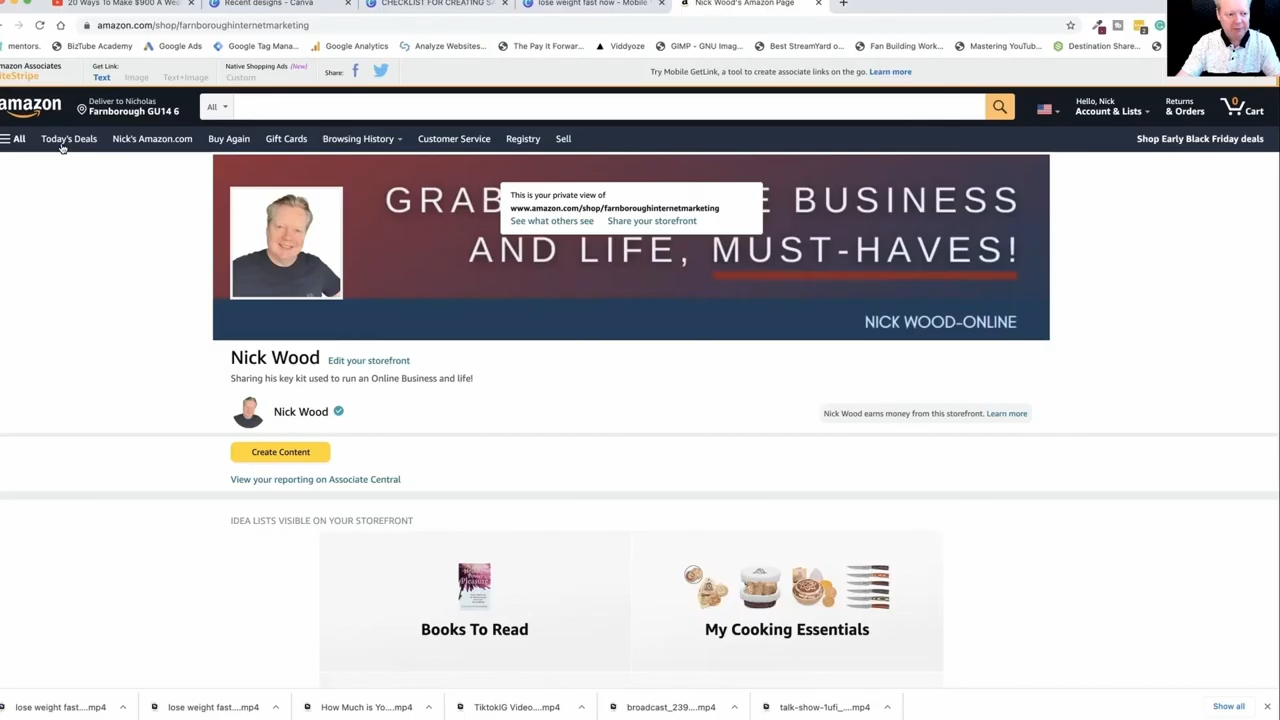 20 Ways To Make $900 A Wee
Recent designs - Canva
CHECKLIST FOR CREATING SA
lose weight fast now - Mobile
Nick Wood's Amazon Page
amazon.com/shop/farnboroughinternetmarketing
mentors.
BizTube Academy
Google Ads
Google Tag Mana...
Google Analytics
Analyze Websites...
The Pay It Forwar...
Viddyoze
GIMP - GNU Imag...
Best StreamYard o...
Fan Building Work...
Mastering YouTub...
Destination Share...
mazon Associates
iteStripe
Get Link:
Text
Image
Text+Image
Native Shopping Ads (New)
Custom
Share:
Try Mobile GetLink, a tool to create associate links on the go. Learn more
amazon
Deliver to Nicholas
Farnborough GU14 6
All
Hello, Nick
Account & Lists
Returns
& Orders
0
Cart
All
Today's Deals
Nick's Amazon.com
Buy Again
Gift Cards
Browsing History
Customer Service
Registry
Sell
Shop Early Black Friday deals
GRAB
E BUSINESS
AND LIFE, MUST-HAVES!
This is your private view of
www.amazon.com/shop/farnboroughinternetmarketing
See what others see
Share your storefront
NICK WOOD-ONLINE
Nick Wood
Edit your storefront
Sharing his key kit used to run an Online Business and life!
Nick Wood
Nick Wood earns money from this storefront. Learn more
Create Content
View your reporting on Associate Central
IDEA LISTS VISIBLE ON YOUR STOREFRONT
Books To Read
My Cooking Essentials
lose weight fast....mp4
lose weight fast....mp4
How Much is Yo....mp4
TiktokIG Video....mp4
broadcast_239....mp4
talk-show-1ufi_....mp4
Show all